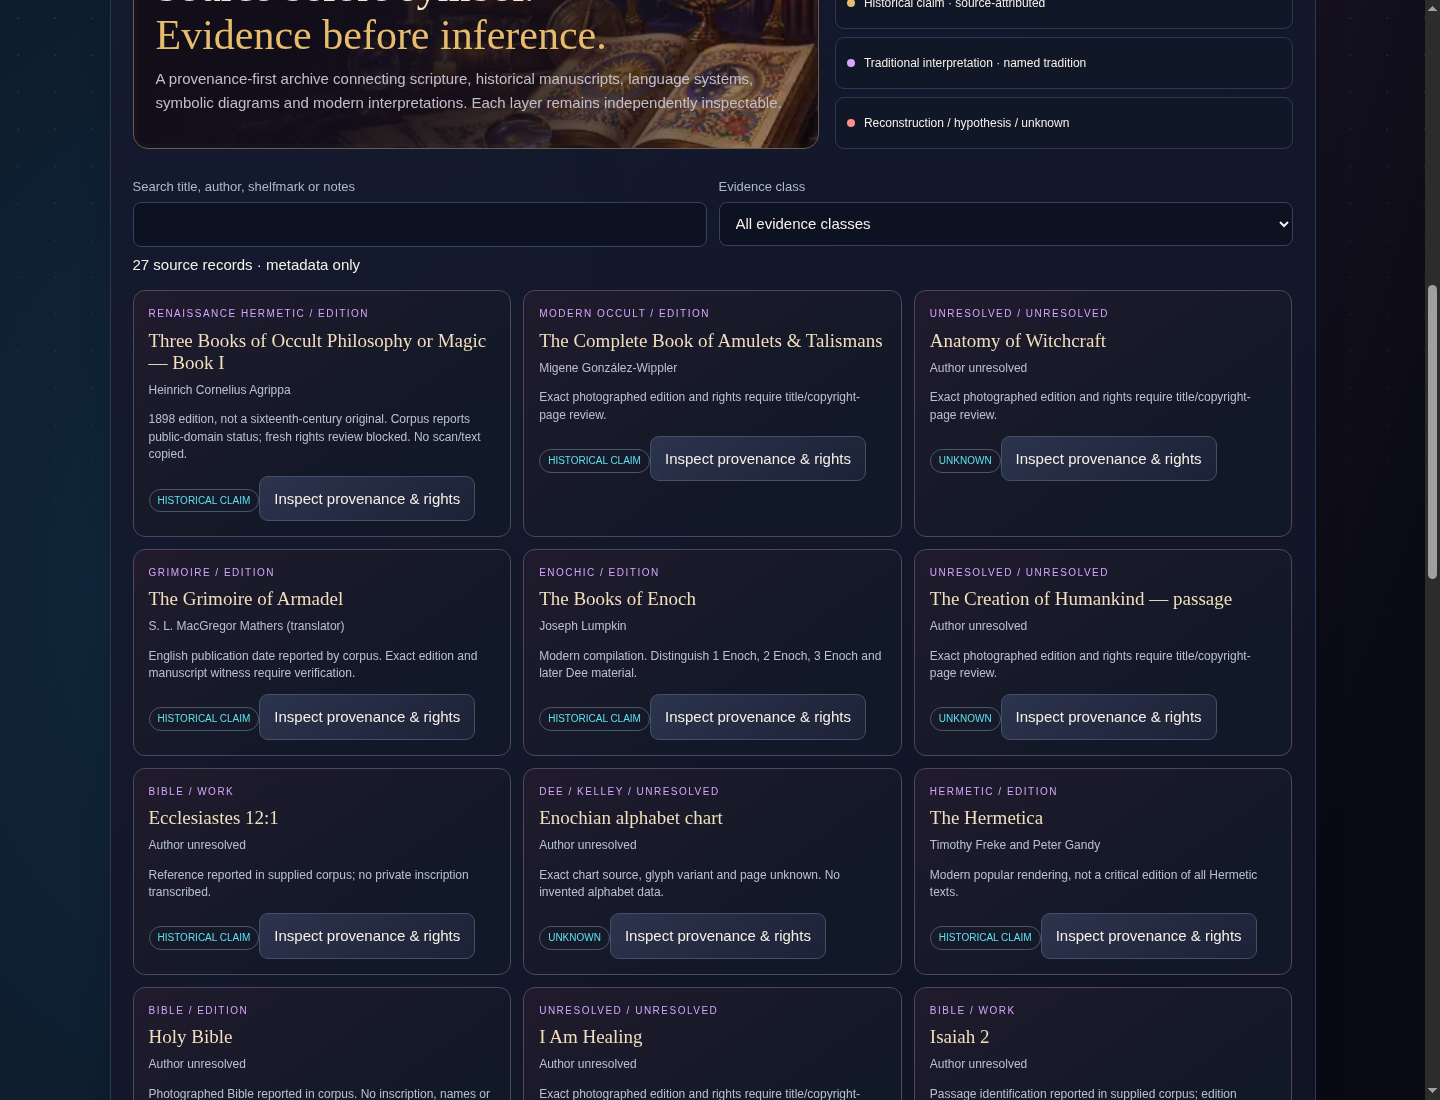 Evidence before inference.
A provenance-first archive connecting scripture, historical manuscripts, language systems,
symbolic diagrams and modern interpretations. Each layer remains independently inspectable.
Historical claim · source-attributed
Traditional interpretation · named tradition
Reconstruction / hypothesis / unknown
Search title, author, shelfmark or notes
Evidence class
All evidence classes
27 source records · metadata only
RENAISSANCE HERMETIC / EDITION
Three Books of Occult Philosophy or Magic
— Book I
Heinrich Cornelius Agrippa
1898 edition, not a sixteenth-century original. Corpus reports
public-domain status; fresh rights review blocked. No scan/text
copied.
HISTORICAL CLAIM
Inspect provenance & rights
MODERN OCCULT / EDITION
The Complete Book of Amulets & Talismans
Migene González-Wippler
Exact photographed edition and rights require title/copyright-
page review.
HISTORICAL CLAIM
Inspect provenance & rights
UNRESOLVED / UNRESOLVED
Anatomy of Witchcraft
Author unresolved
Exact photographed edition and rights require title/copyright-
page review.
UNKNOWN
Inspect provenance & rights
GRIMOIRE / EDITION
The Grimoire of Armadel
S. L. MacGregor Mathers (translator)
English publication date reported by corpus. Exact edition and
manuscript witness require verification.
HISTORICAL CLAIM
Inspect provenance & rights
ENOCHIC / EDITION
The Books of Enoch
Joseph Lumpkin
Modern compilation. Distinguish 1 Enoch, 2 Enoch, 3 Enoch and
later Dee material.
HISTORICAL CLAIM
Inspect provenance & rights
UNRESOLVED / UNRESOLVED
The Creation of Humankind — passage
Author unresolved
Exact photographed edition and rights require title/copyright-
page review.
UNKNOWN
Inspect provenance & rights
BIBLE / WORK
Ecclesiastes 12:1
Author unresolved
Reference reported in supplied corpus; no private inscription
transcribed.
HISTORICAL CLAIM
Inspect provenance & rights
DEE / KELLEY / UNRESOLVED
Enochian alphabet chart
Author unresolved
Exact chart source, glyph variant and page unknown. No
invented alphabet data.
UNKNOWN
Inspect provenance & rights
HERMETIC / EDITION
The Hermetica
Timothy Freke and Peter Gandy
Modern popular rendering, not a critical edition of all Hermetic
texts.
HISTORICAL CLAIM
Inspect provenance & rights
BIBLE / EDITION
Holy Bible
Author unresolved
Photographed Bible reported in corpus. No inscription, names or
UNRESOLVED / UNRESOLVED
I Am Healing
Author unresolved
Exact photographed edition and rights require title/copyright-
BIBLE / WORK
Isaiah 2
Author unresolved
Passage identification reported in supplied corpus; edition